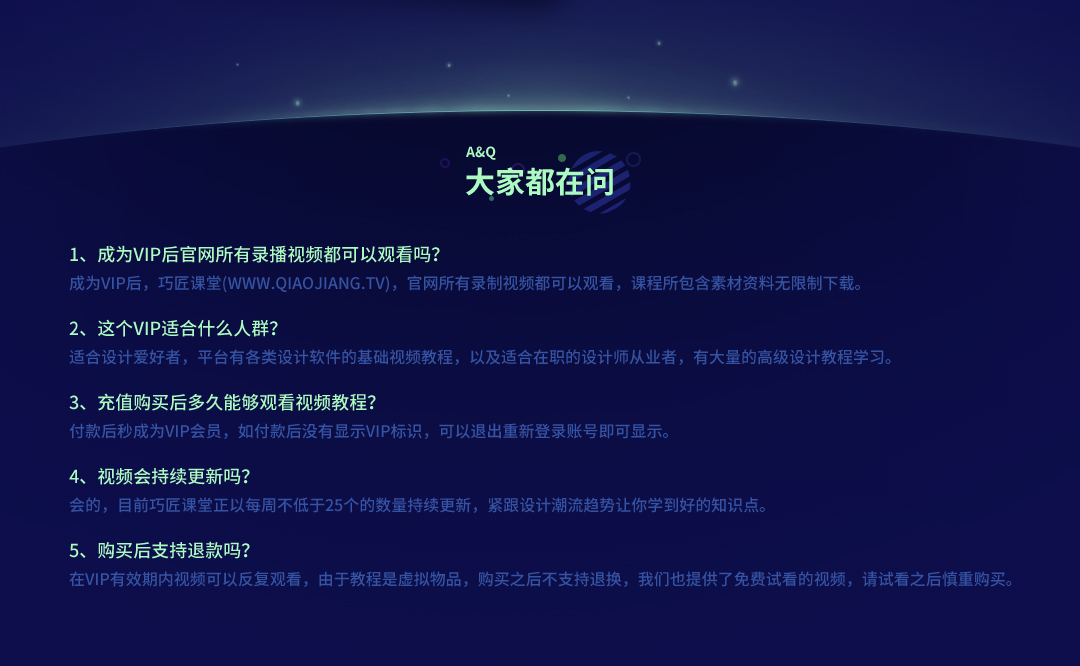 A&Q
大家都在问
1、成为VIP后官网所有录播视频都可以观看吗?
成为VIP后，巧匠课堂(WWW.QIAOJIANG.TV)，官网所有录制视频都可以观看，课程所包含素材资料无限制下载。
2、这个VIP适合什么人群?
适合设计爱好者，平台有各类设计软件的基础视频教程，以及适合在职的设计师从业者，有大量的高级设计教程学习。
3、充值购买后多久能够观看视频教程?
付款后秒成为VIP会员，如付款后没有显示VIP标识，可以退出重新登录账号即可显示。
4、视频会持续更新吗?
会的，目前巧匠课堂正以每周不低于25个的数量持续更新，紧跟设计潮流趋势让你学到好的知识点。
5、购买后支持退款吗?
在VIP有效期内视频可以反复观看，由于教程是虚拟物品，购买之后不支持退换，我们也提供了免费试看的视频，请试看之后慎重购买。